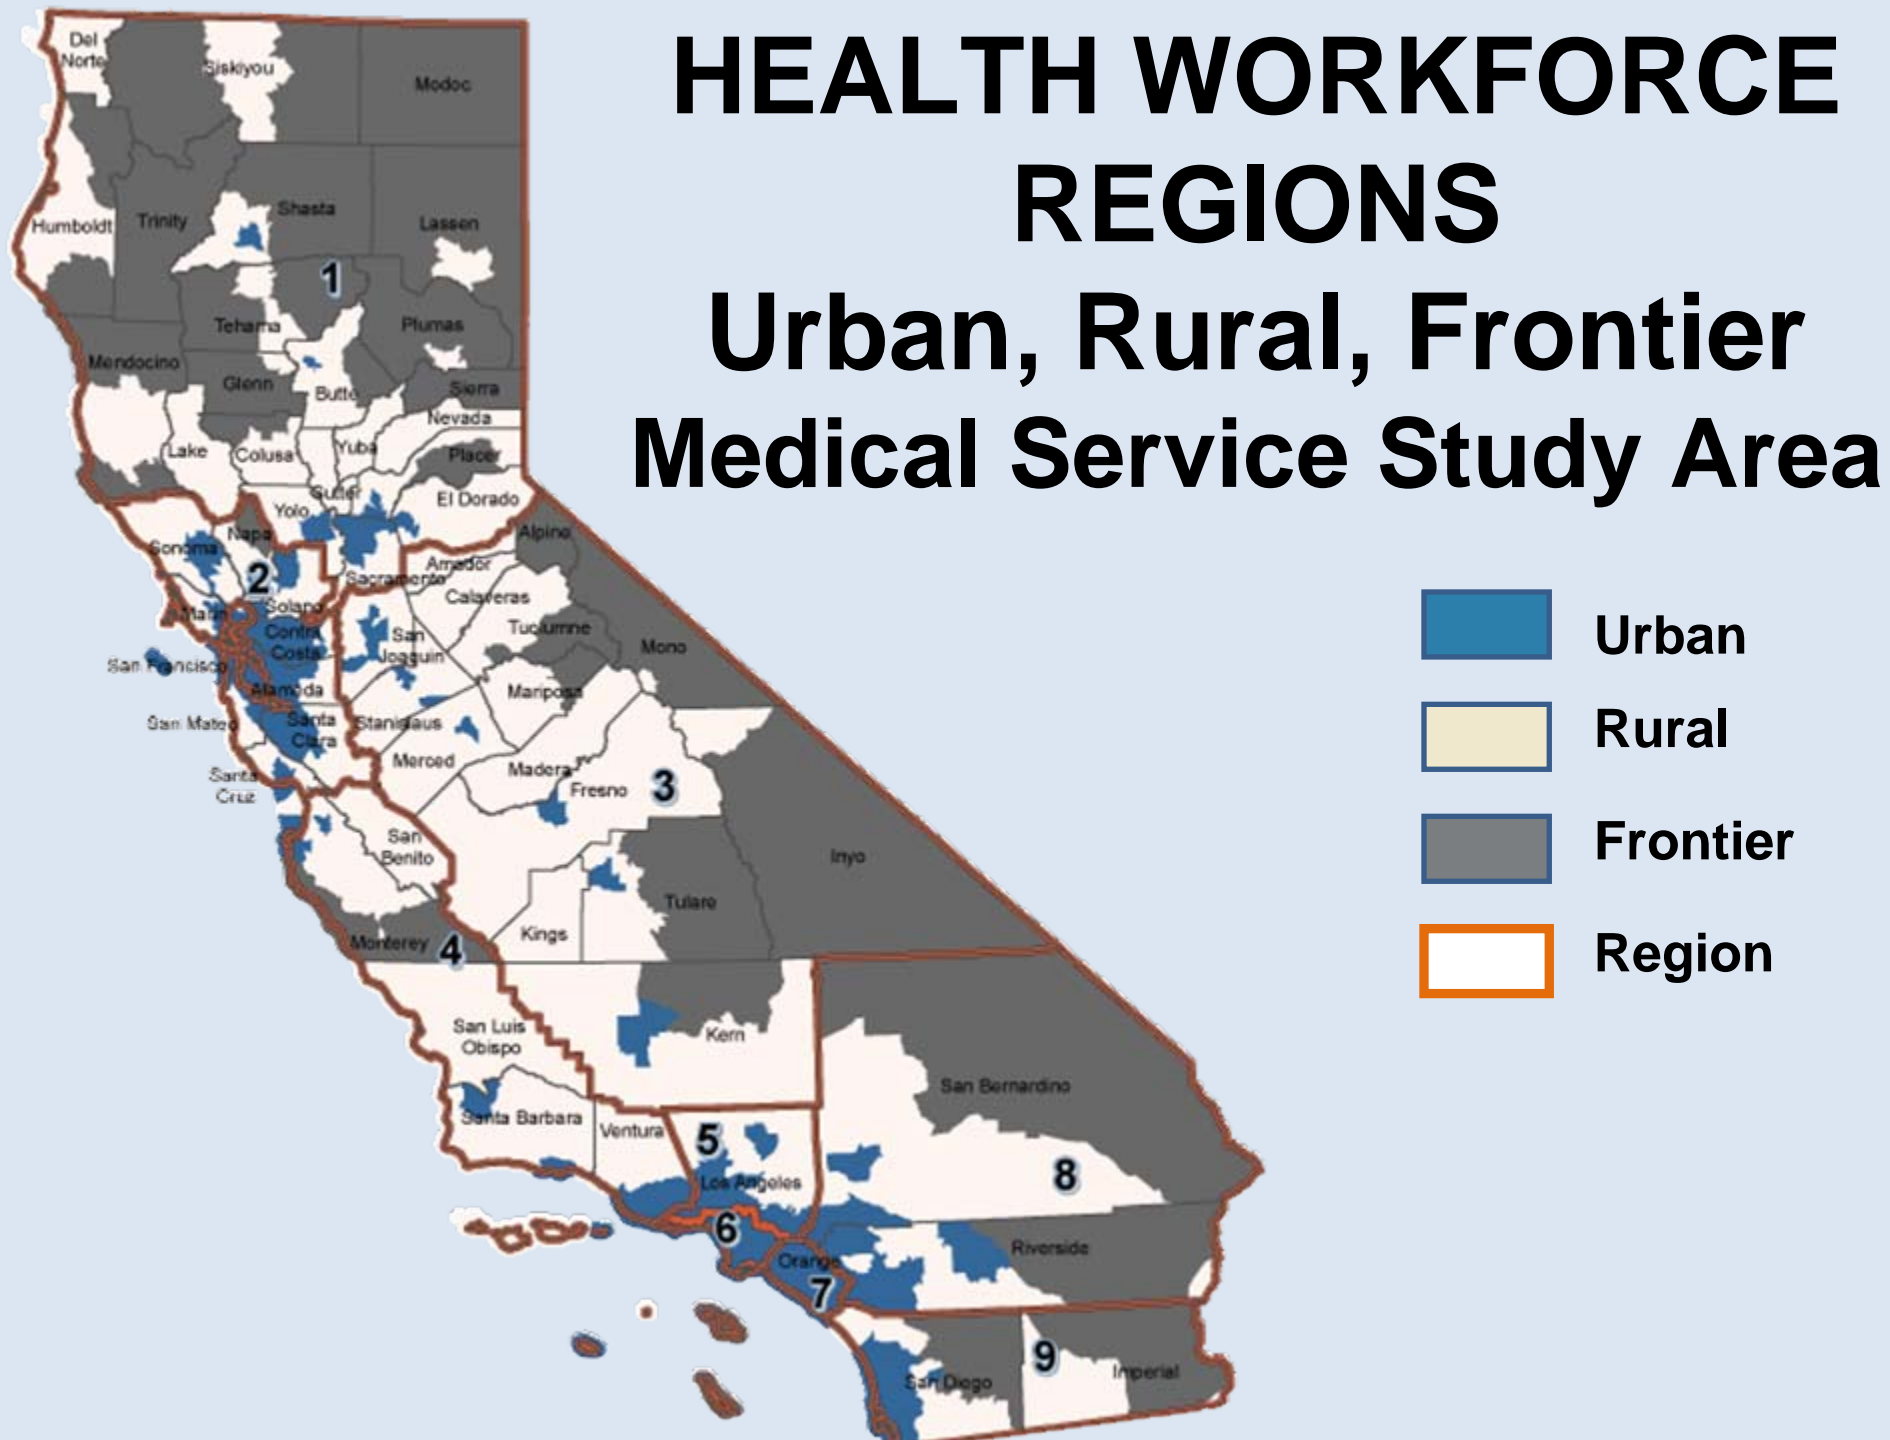 HEALTH WORKFORCE
REGIONS
Urban, Rural, Frontier
Medical Service Study Area
Del
Norte
Siskiyou
Modoc
Humboldt
Trinity
Shasta
Lassen
1
Tehama
Plumas
Mendocino
Glenn
Butte
Sierra
Nevada
Lake
Colusa
Yuba
Placer
Sutter
El Dorado
Yolo
Napa
Alpine
Sonoma
2
Sacramento
Amador
Calaveras
Marin
Solano
Contra
Costa
San
Joaquin
Tuolumne
Mono
San Francisco
Alameda
Mariposa
San Mateo
Santa
Clara
Stanislaus
Merced
Madera
Fresno
3
Santa
Cruz
San
Benito
Inyo
Tulare
Kings
Monterey
4
San Luis
Obispo
Kern
San Bernardino
Santa Barbara
Ventura
5
Los Angeles
8
6
Orange
7
Riverside
9
San Diego
Imperial
Urban
Rural
Frontier
Region